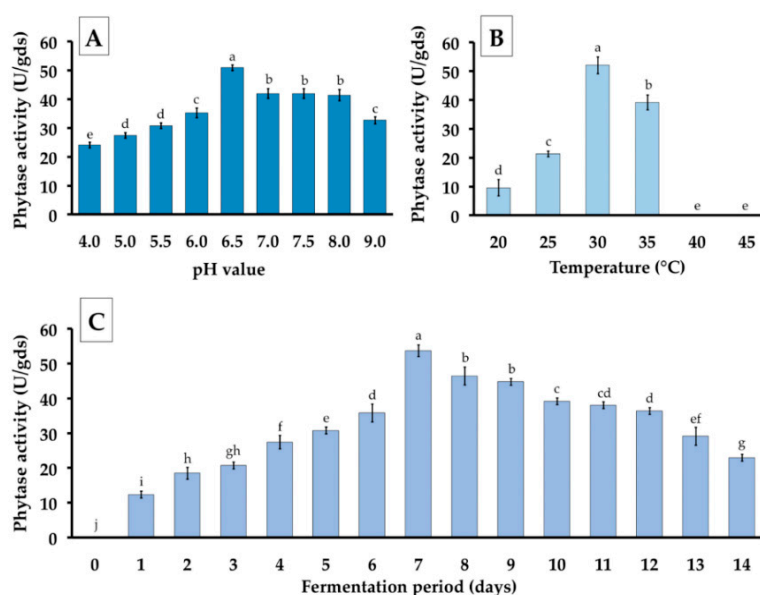 A
Phytase activity (U/gds)
60
50
40
30
20
10
0
e d d c a b b b c
4.0 5.0 5.5 6.0 6.5 7.0 7.5 8.0 9.0
pH value
B
Phytase activity (U/gds)
60
50
40
30
20
10
0
d c a b e e
20 25 30 35 40 45
Temperature (°C)
C
Phytase activity (U/gds)
60
50
40
30
20
10
0
j i h gh f e d a b b c cd d ef g
0 1 2 3 4 5 6 7 8 9 10 11 12 13 14
Fermentation period (days)